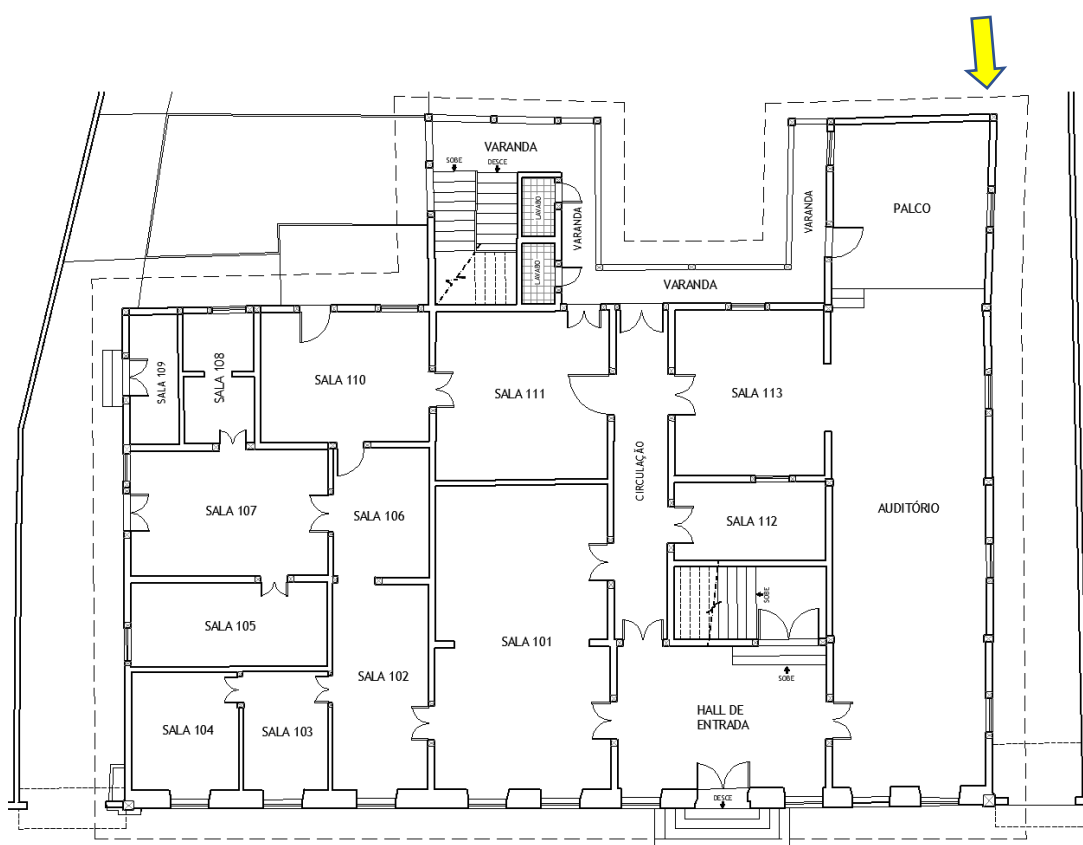 VARANDA
SOBE
DESCE
LAVABO
LAVABO
VARANDA
VARANDA
VARANDA
PALCO
SALA 109
SALA 108
SALA 110
SALA 111
SALA 113
CIRCULAÇÃO
SALA 107
SALA 106
SALA 112
AUDITÓRIO
SOBE
SALA 105
SALA 101
SALA 102
SOBE
SALA 104
SALA 103
HALL DE
ENTRADA
DESCE